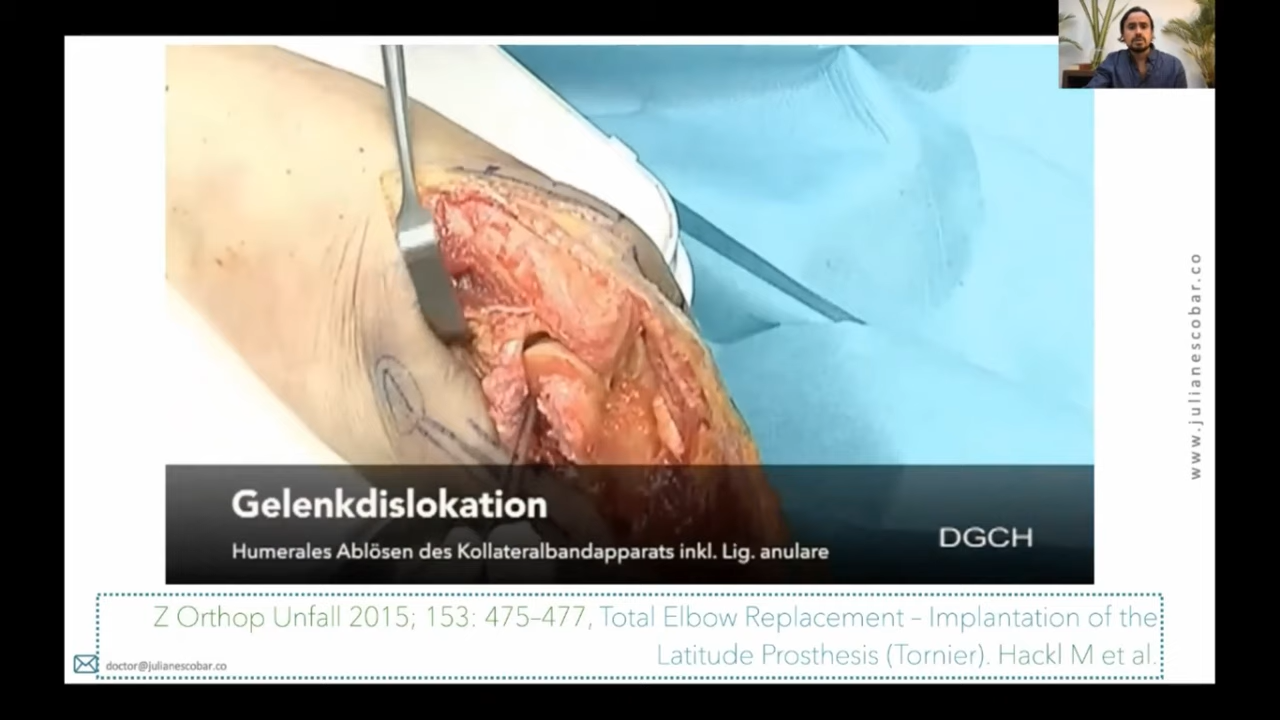 Gelenkdislokation
Humerales Ablösen des Kollateralbandapparats inkl. Lig. anulare
DGCH
Z Orthop Unfall 2015; 153: 475–477, Total Elbow Replacement – Implantation of the
Latitude Prosthesis (Tornier). Hackl M et al.
doctor@julianescobar.co
www.julianescobar.co